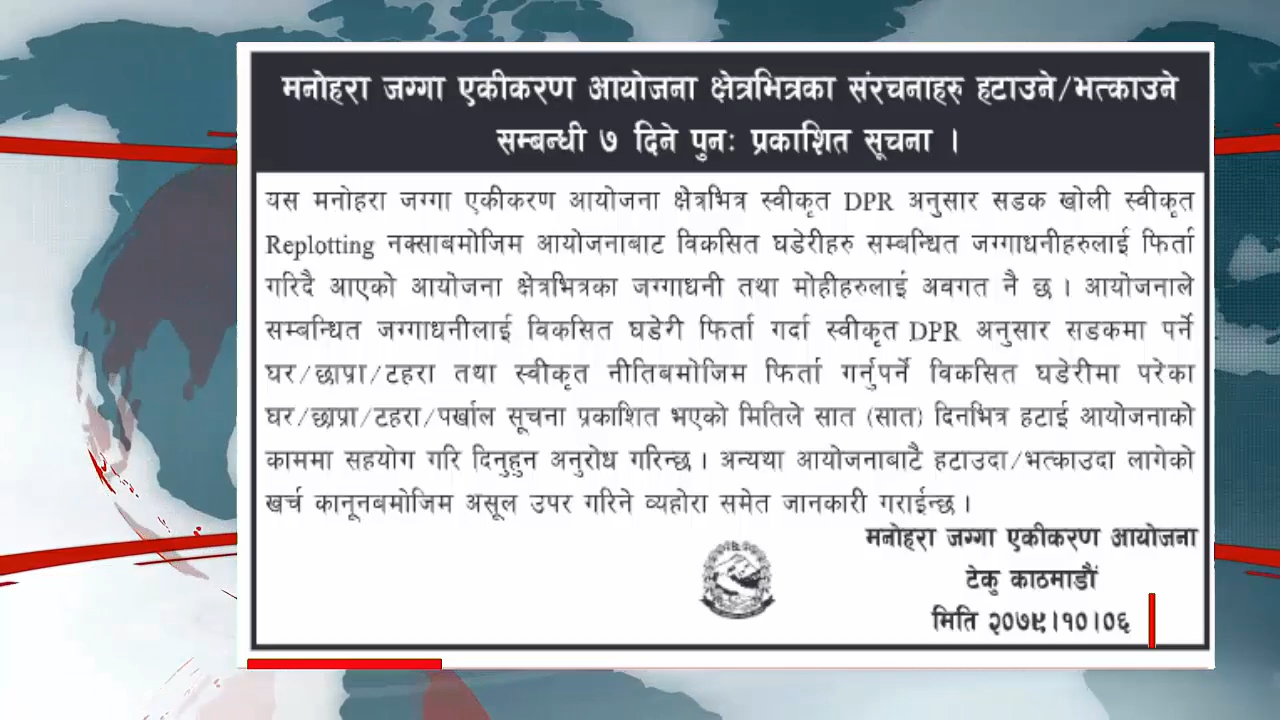 मनोहरा जग्गा एकीकरण आयोजना क्षेत्रभित्रका संरचनाहरु हटाउने/भत्काउने
सम्बन्धी ७ दिने पुनः प्रकाशित सूचना ।
यस मनोहरा जग्गा एकीकरण आयोजना क्षेत्रभित्र स्वीकृत DPR अनुसार सडक खोली स्वीकृत
Replotting नक्साबमोजिम आयोजनाबाट विकसित घडेरीहरु सम्बन्धित जग्गाधनीहरुलाई फिर्ता
गरिदै आएको आयोजना क्षेत्रभित्रका जग्गाधनी तथा मोहीहरुलाई अवगत नै छ । आयोजनाले
सम्बन्धित जग्गाधनीलाई विकसित घडेरी फिर्ता गर्दा स्वीकृत DPR अनुसार सडकमा पर्ने
घर/छाप्रा/टहरा तथा स्वीकृत नीतिबमोजिम फिर्ता गर्नुपर्ने विकसित घडेरीमा परेका
घर/छाप्रा/टहरा/पर्खाल सूचना प्रकाशित भएको मितिले सात (सात) दिनभित्र हटाई आयोजनाको
काममा सहयोग गरि दिनुहुन अनुरोध गरिन्छ । अन्यथा आयोजनाबाटै हटाउदा/भत्काउदा लागेको
खर्च कानूनबमोजिम असूल उपर गरिने व्यहोरा समेत जानकारी गराईन्छ ।
मनोहरा जग्गा एकीकरण आयोजना
टेकु काठमाडौं
मिति २०७९।१०।०६